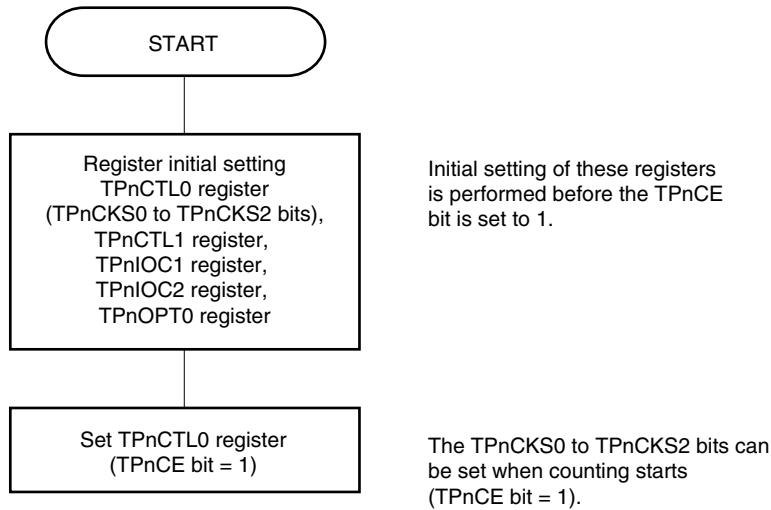 START
Register initial setting
TPnCTL0 register
(TPnCKS0 to TPnCKS2 bits),
TPnCTL1 register,
TPnIOC1 register,
TPnIOC2 register,
TPnOPT0 register
Initial setting of these registers
is performed before the TPnCE
bit is set to 1.
Set TPnCTL0 register
(TPnCE bit = 1)
The TPnCKS0 to TPnCKS2 bits can
be set when counting starts
(TPnCE bit = 1).